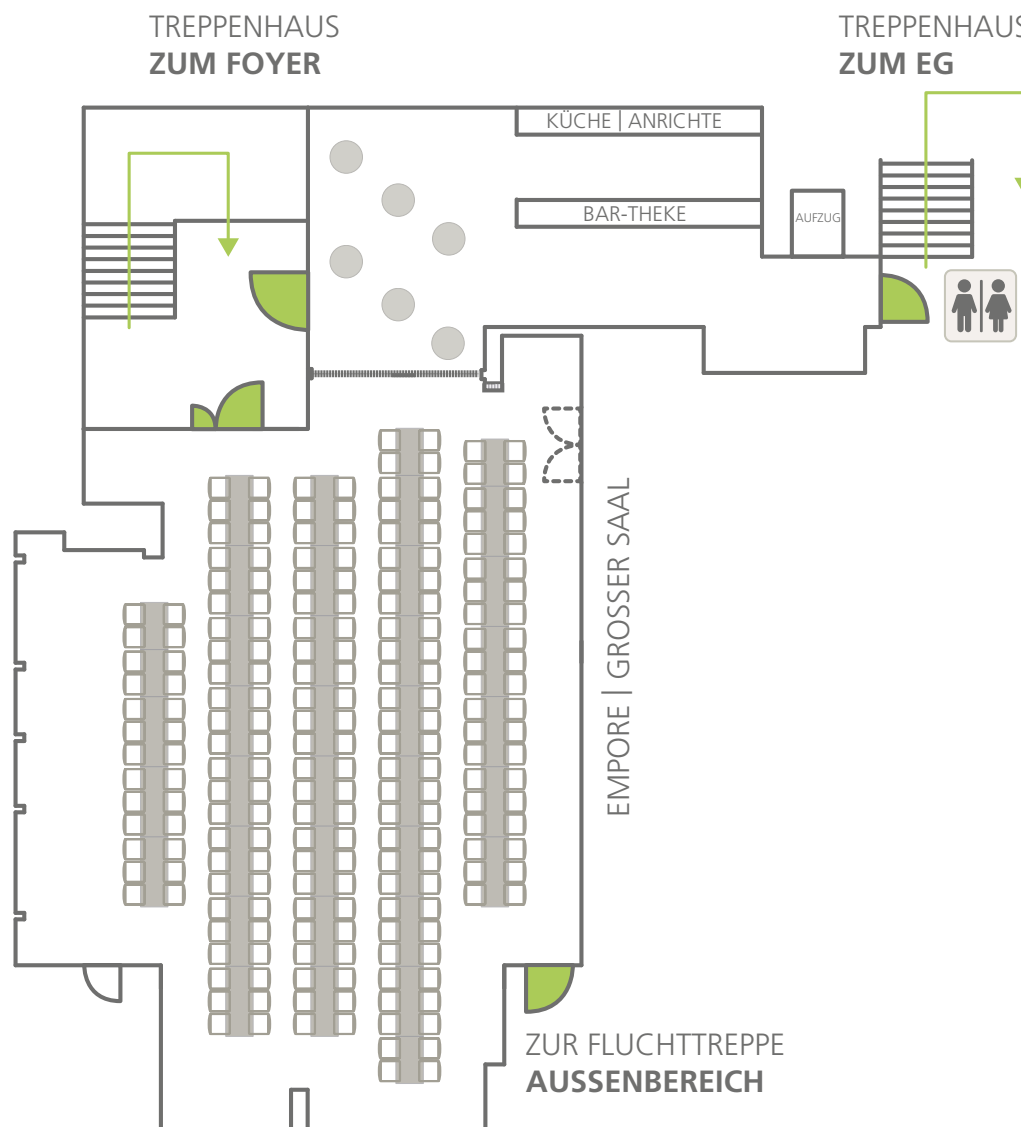 TREPPENHAUS
ZUM FOYER
TREPPENHAUS
ZUM EG
KÜCHE | ANRICHTE
BAR-THEKE
AUFZUG
EMPORE | GROSSER SAAL
ZUR FLUCHTTREPPE
AUSSENBEREICH